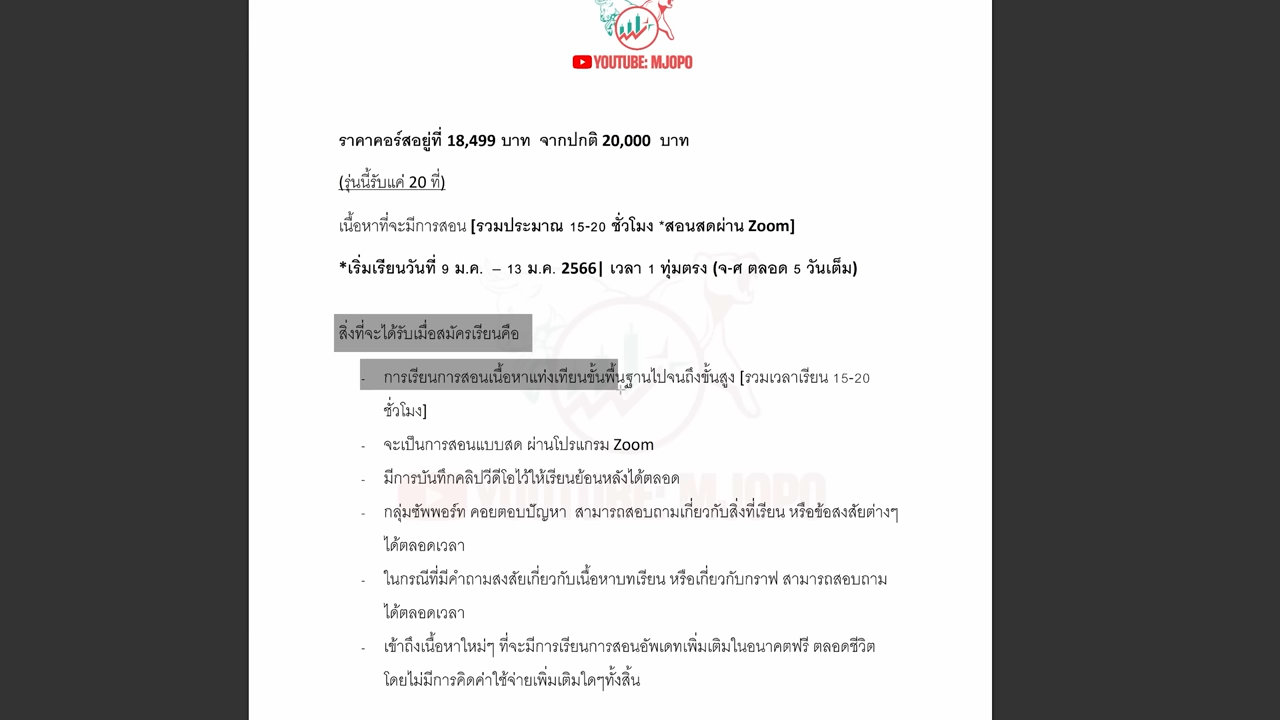 YOUTUBE: MJOPO
ราคาคอร์สอยู่ที่ 18,499 บาท จากปกติ 20,000 บาท
(รุ่นนี้รับแค่ 20 ที่)
เนื้อหาที่จะมีการสอน [รวมประมาณ 15-20 ชั่วโมง *สอนสดผ่าน Zoom]
*เริ่มเรียนวันที่ 9 ม.ค. – 13 ม.ค. 2566| เวลา 1 ทุ่มตรง (จ-ศ ตลอด 5 วันเต็ม)
สิ่งที่จะได้รับเมื่อสมัครเรียนคือ
- การเรียนการสอนเนื้อหาแท่งเทียนขั้นพื้นฐานไปจนถึงขั้นสูง [รวมเวลาเรียน 15-20
ชั่วโมง]
- จะเป็นการสอนแบบสด ผ่านโปรแกรม Zoom
- มีการบันทึกคลิปวีดีโอไว้ให้เรียนย้อนหลังได้ตลอด
- กลุ่มซัพพอร์ท คอยตอบปัญหา สามารถสอบถามเกี่ยวกับสิ่งที่เรียน หรือข้อสงสัยต่างๆ
ได้ตลอดเวลา
- ในกรณีที่มีคำถามสงสัยเกี่ยวกับเนื้อหาบทเรียน หรือเกี่ยวกับกราฟ สามารถสอบถาม
ได้ตลอดเวลา
- เข้าถึงเนื้อหาใหม่ๆ ที่จะมีการเรียนการสอนอัพเดทเพิ่มเติมในอนาคตฟรี ตลอดชีวิต
โดยไม่มีการคิดค่าใช้จ่ายเพิ่มเติมใดๆทั้งสิ้น
YOUTUBE: MJOPO